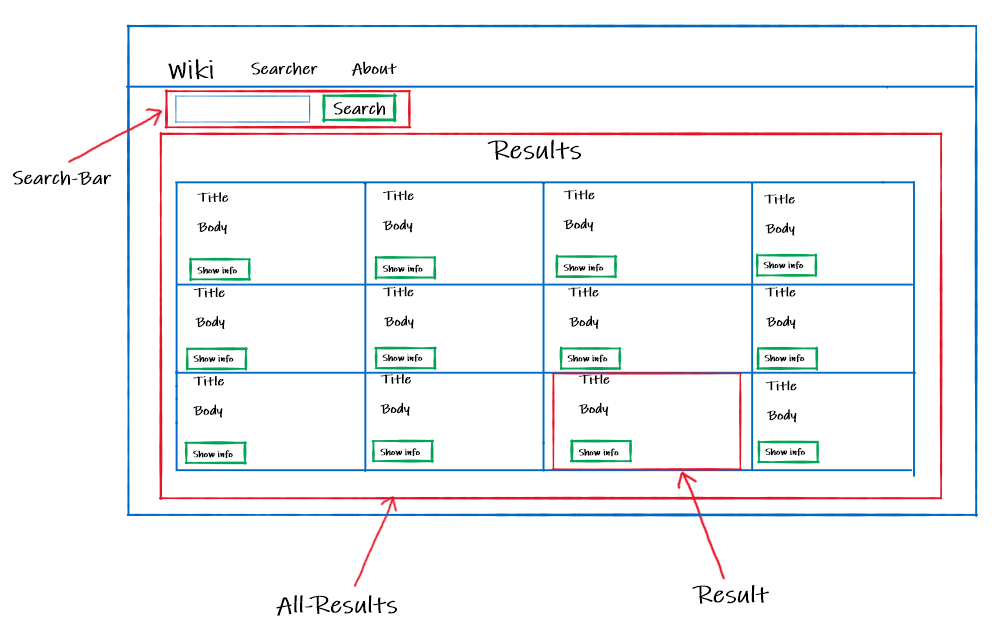 Wiki Searcher About
Search
Search-Bar
Results
Title Title Title Title
Body Body Body Body
Show info Show info Show info Show info
Title Title Title Title
Body Body Body Body
Show info Show info Show info Show info
Title Title Title Title
Body Body Body Body
Show info Show info Show info Show info
All-Results
Result